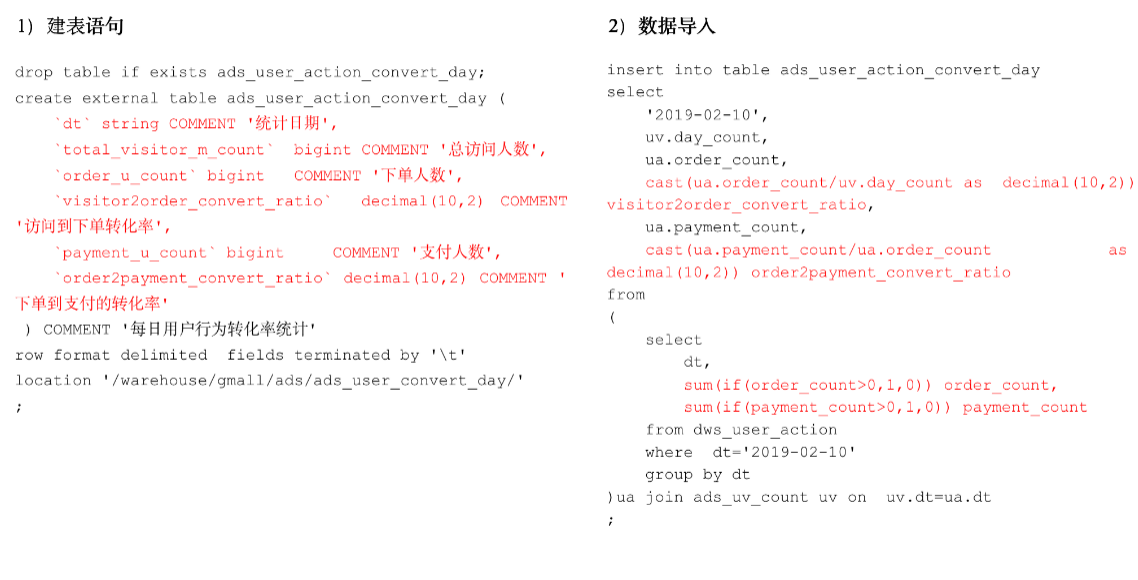 1）建表语句
drop table if exists ads_user_action_convert_day;
create external table ads_user_action_convert_day (
    `dt` string COMMENT '统计日期',
    `total_visitor_m_count`  bigint COMMENT '总访问人数',
    `order_u_count` bigint   COMMENT '下单人数',
    `visitor2order_convert_ratio`   decimal(10,2) COMMENT
'访问到下单转化率',
    `payment_u_count` bigint     COMMENT '支付人数',
    `order2payment_convert_ratio` decimal(10,2) COMMENT '
下单到支付的转化率'
 ) COMMENT '每日用户行为转化率统计'
row format delimited  fields terminated by '\t'
location '/warehouse/gmall/ads/ads_user_convert_day/'
;
2）数据导入
insert into table ads_user_action_convert_day
select
    '2019-02-10',
    uv.day_count,
    ua.order_count,
    cast(ua.order_count/uv.day_count as  decimal(10,2))
visitor2order_convert_ratio,
    ua.payment_count,
    cast(ua.payment_count/ua.order_count            as
decimal(10,2)) order2payment_convert_ratio
from
(
    select
        dt,
        sum(if(order_count>0,1,0)) order_count,
        sum(if(payment_count>0,1,0)) payment_count
    from dws_user_action
    where  dt='2019-02-10'
    group by dt
)ua join ads_uv_count uv on  uv.dt=ua.dt
;